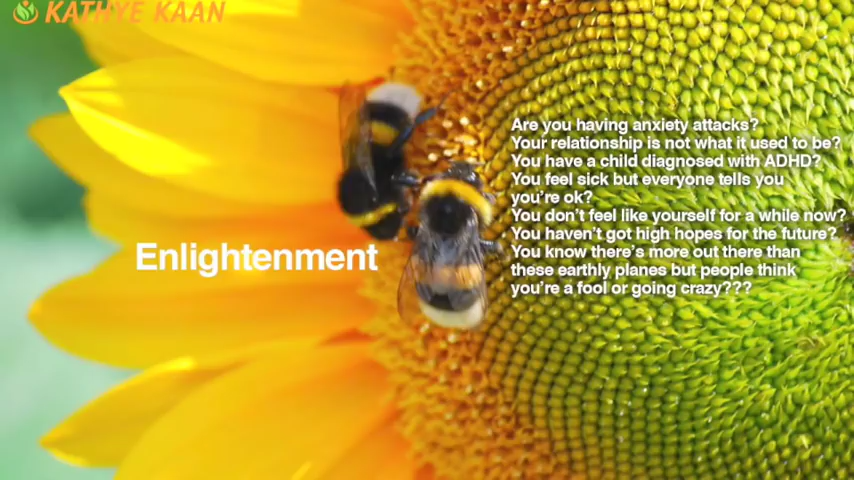 KATHYE KAAN
Enlightenment
Are you having anxiety attacks?
Your relationship is not what it used to be?
You have a child diagnosed with ADHD?
You feel sick but everyone tells you
you're ok?
You don't feel like yourself for a while now?
You haven't got high hopes for the future?
You know there's more out there than
these earthly planes but people think
you're a fool or going crazy???